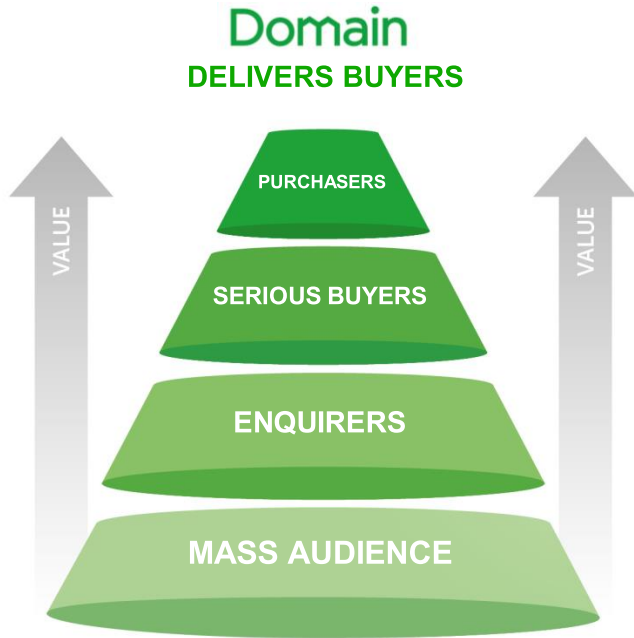 Domain
DELIVERS BUYERS
PURCHASERS
VALUE
VALUE
SERIOUS BUYERS
ENQUIRERS
MASS AUDIENCE